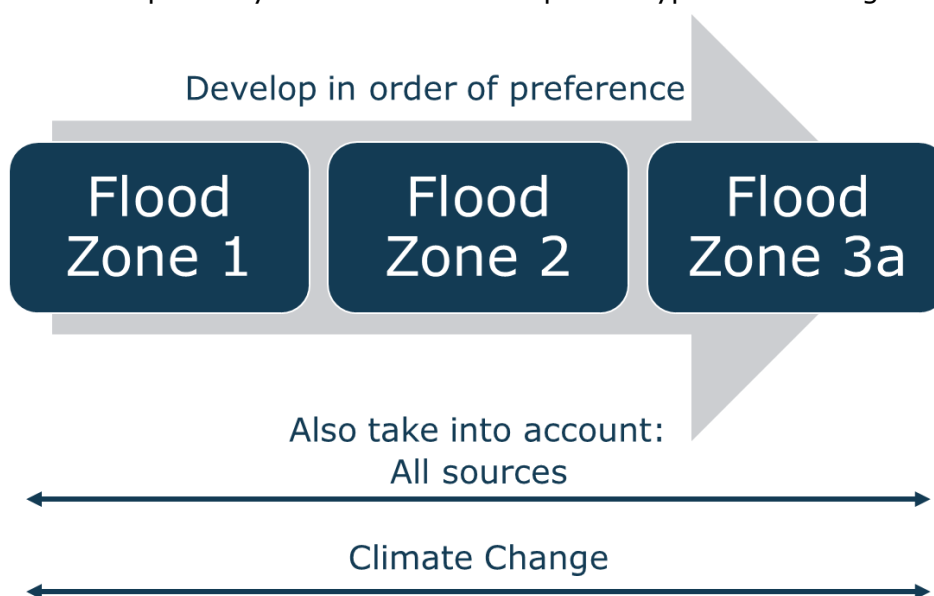 Develop in order of preference
Flood
Zone 1
Flood
Zone 2
Flood
Zone 3a
Also take into account:
All sources
Climate Change